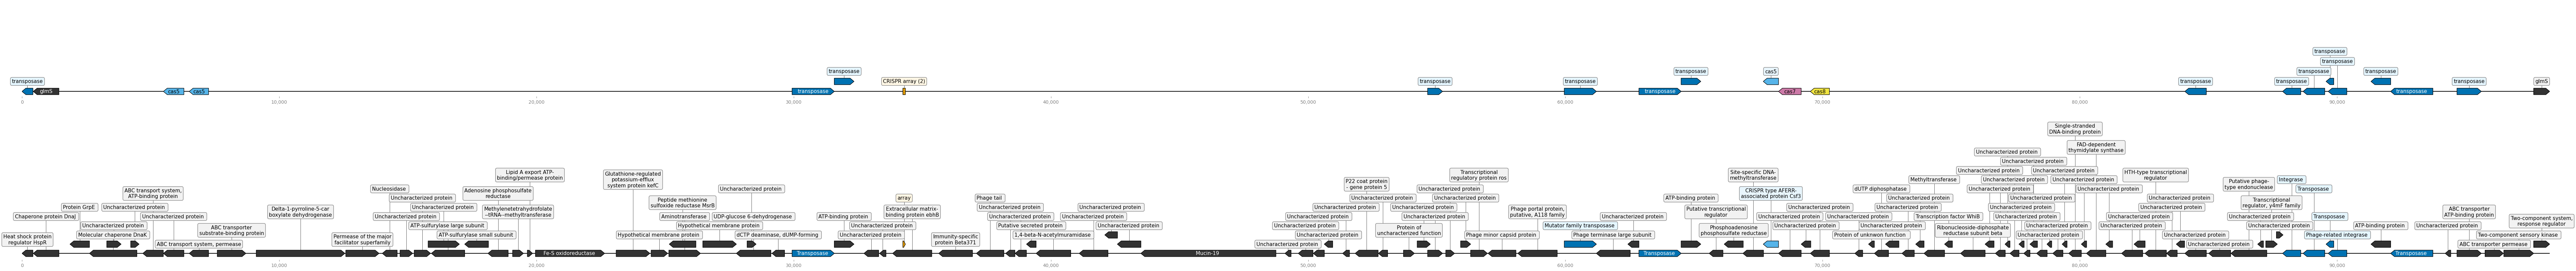 transposase
transposase
transposase
transposase
transposase
cas5
transposase
transposase
transposase
transposase
transposase
CRISPR array (2)
transposase
transposase
transposase
transposase
transposase
glmS
glmS
cas5
cas5
transposase
transposase
cas7
cas8
transposase
0
10,000
20,000
30,000
40,000
50,000
60,000
70,000
80,000
90,000
Single-stranded
DNA-binding protein
FAD-dependent
thymidylate synthase
Uncharacterized protein
Uncharacterized protein
Lipid A export ATP-
binding/permease protein
Glutathione-regulated
potassium-efflux
system protein kefC
Transcriptional
regulatory protein ros
Site-specific DNA-
methyltransferase
Uncharacterized protein
Uncharacterized protein
HTH-type transcriptional
regulator
P22 coat protein
- gene protein 5
Methyltransferase
Uncharacterized protein
Uncharacterized protein
Putative phage-
type endonuclease
Integrase
Nucleosidase
Uncharacterized protein
Uncharacterized protein
dUTP diphosphatase
Uncharacterized protein
Uncharacterized protein
Transposase
ABC transport system,
ATP-binding protein
Adenosine phosphosulfate
reductase
CRISPR type AFERR-
associated protein Csf3
Uncharacterized protein
array
Phage tail
Uncharacterized protein
Uncharacterized protein
ATP-binding protein
Uncharacterized protein
Uncharacterized protein
Peptide methionine
sulfoxide reductase MsrB
Transcriptional
regulator, y4mF family
Protein GrpE
Uncharacterized protein
Uncharacterized protein
Uncharacterized protein
Uncharacterized protein
Uncharacterized protein
Uncharacterized protein
Uncharacterized protein
Uncharacterized protein
Uncharacterized protein
Delta-1-pyrroline-5-car
boxylate dehydrogenase
Methylenetetrahydrofolate
--tRNA--methyltransferase
Extracellular matrix-
binding protein ebhB
Phage portal protein,
putative, A118 family
Putative transcriptional
regulator
ABC transporter
ATP-binding protein
Chaperone protein DnaJ
Uncharacterized protein
Uncharacterized protein
Aminotransferase
UDP-glucose 6-dehydrogenase
ATP-binding protein
Uncharacterized protein
Uncharacterized protein
Uncharacterized protein
Uncharacterized protein
Uncharacterized protein
Uncharacterized protein
Uncharacterized protein
Transcription factor WhiB
Uncharacterized protein
Uncharacterized protein
Uncharacterized protein
Transposase
Two-component system,
response regulator
Uncharacterized protein
ATP-sulfurylase large subunit
Hypothetical membrane protein
Uncharacterized protein
Putative secreted protein
Uncharacterized protein
Uncharacterized protein
Protein of
uncharacterized function
Mutator family transposase
Phosphoadenosine
phosphosulfate reductase
Uncharacterized protein
Ribonucleoside-diphosphate
reductase subunit beta
Uncharacterized protein
ATP-binding protein
Uncharacterized protein
ABC transporter
substrate-binding protein
Heat shock protein
regulator HspR
Molecular chaperone DnaK
Permease of the major
facilitator superfamily
ATP-sulfurylase small subunit
Hypothetical membrane protein
dCTP deaminase, dUMP-forming
Uncharacterized protein
Immunity-specific
protein Beta371
1,4-beta-N-acetylmuramidase
Uncharacterized protein
Phage minor capsid protein
Phage terminase large subunit
Protein of unknown function
Uncharacterized protein
Uncharacterized protein
Phage-related integrase
Two-component sensory kinase
ABC transport system, permease
Uncharacterized protein
Uncharacterized protein
ABC transporter permease
Fe-S oxidoreductase
Transposase
Mucin-19
Transposase
Transposase
0
10,000
20,000
30,000
40,000
50,000
60,000
70,000
80,000
90,000